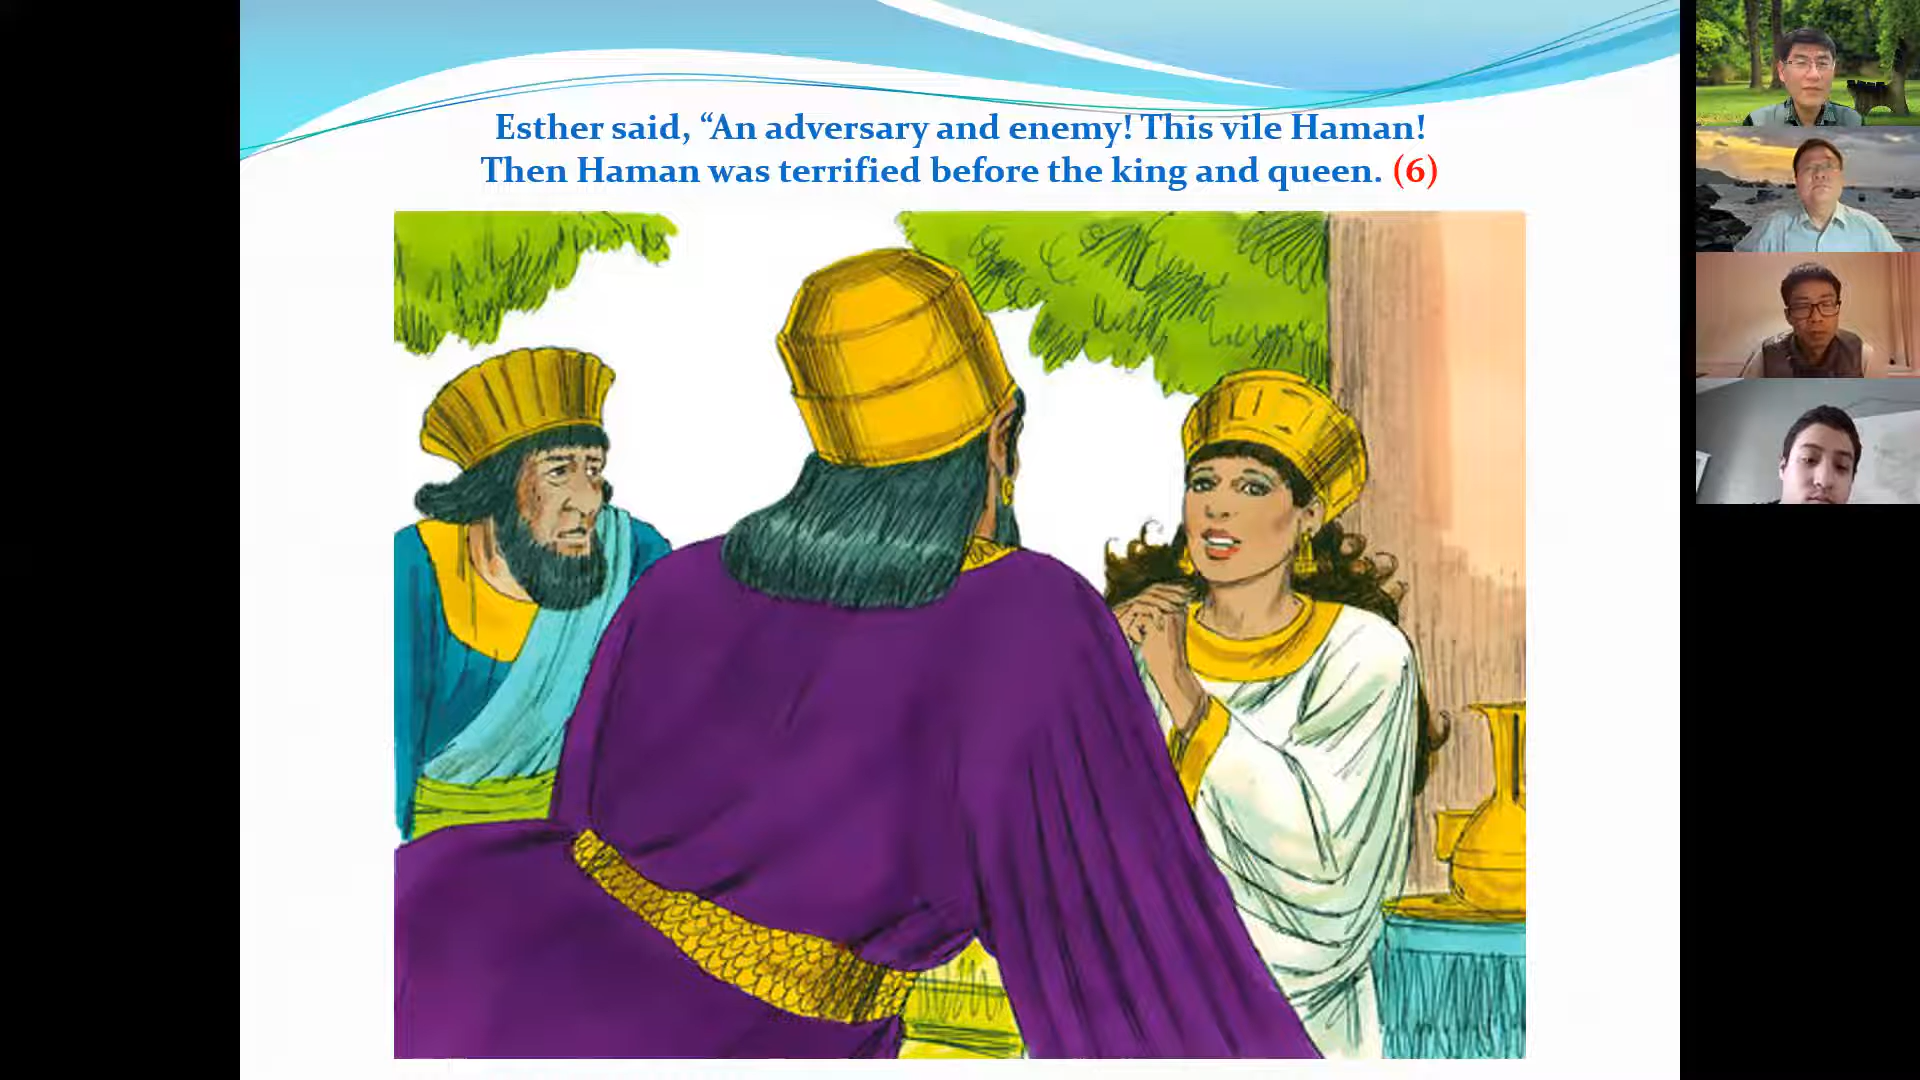 Esther said, “An adversary and enemy! This vile Haman!
Then Haman was terrified before the king and queen. (6)